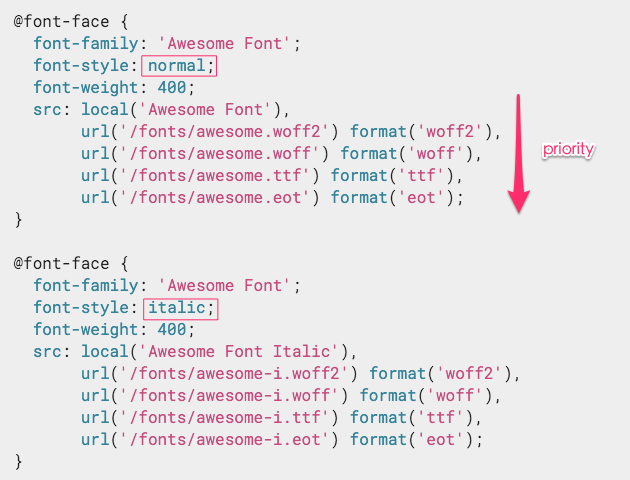 @font-face {
  font-family: 'Awesome Font';
  font-style: normal;
  font-weight: 400;
  src: local('Awesome Font'),
       url('/fonts/awesome.woff2') format('woff2'),
       url('/fonts/awesome.woff') format('woff'),
       url('/fonts/awesome.ttf') format('ttf'),
       url('/fonts/awesome.eot') format('eot');
}
priority
@font-face {
  font-family: 'Awesome Font';
  font-style: italic;
  font-weight: 400;
  src: local('Awesome Font Italic'),
       url('/fonts/awesome-i.woff2') format('woff2'),
       url('/fonts/awesome-i.woff') format('woff'),
       url('/fonts/awesome-i.ttf') format('ttf'),
       url('/fonts/awesome-i.eot') format('eot');
}